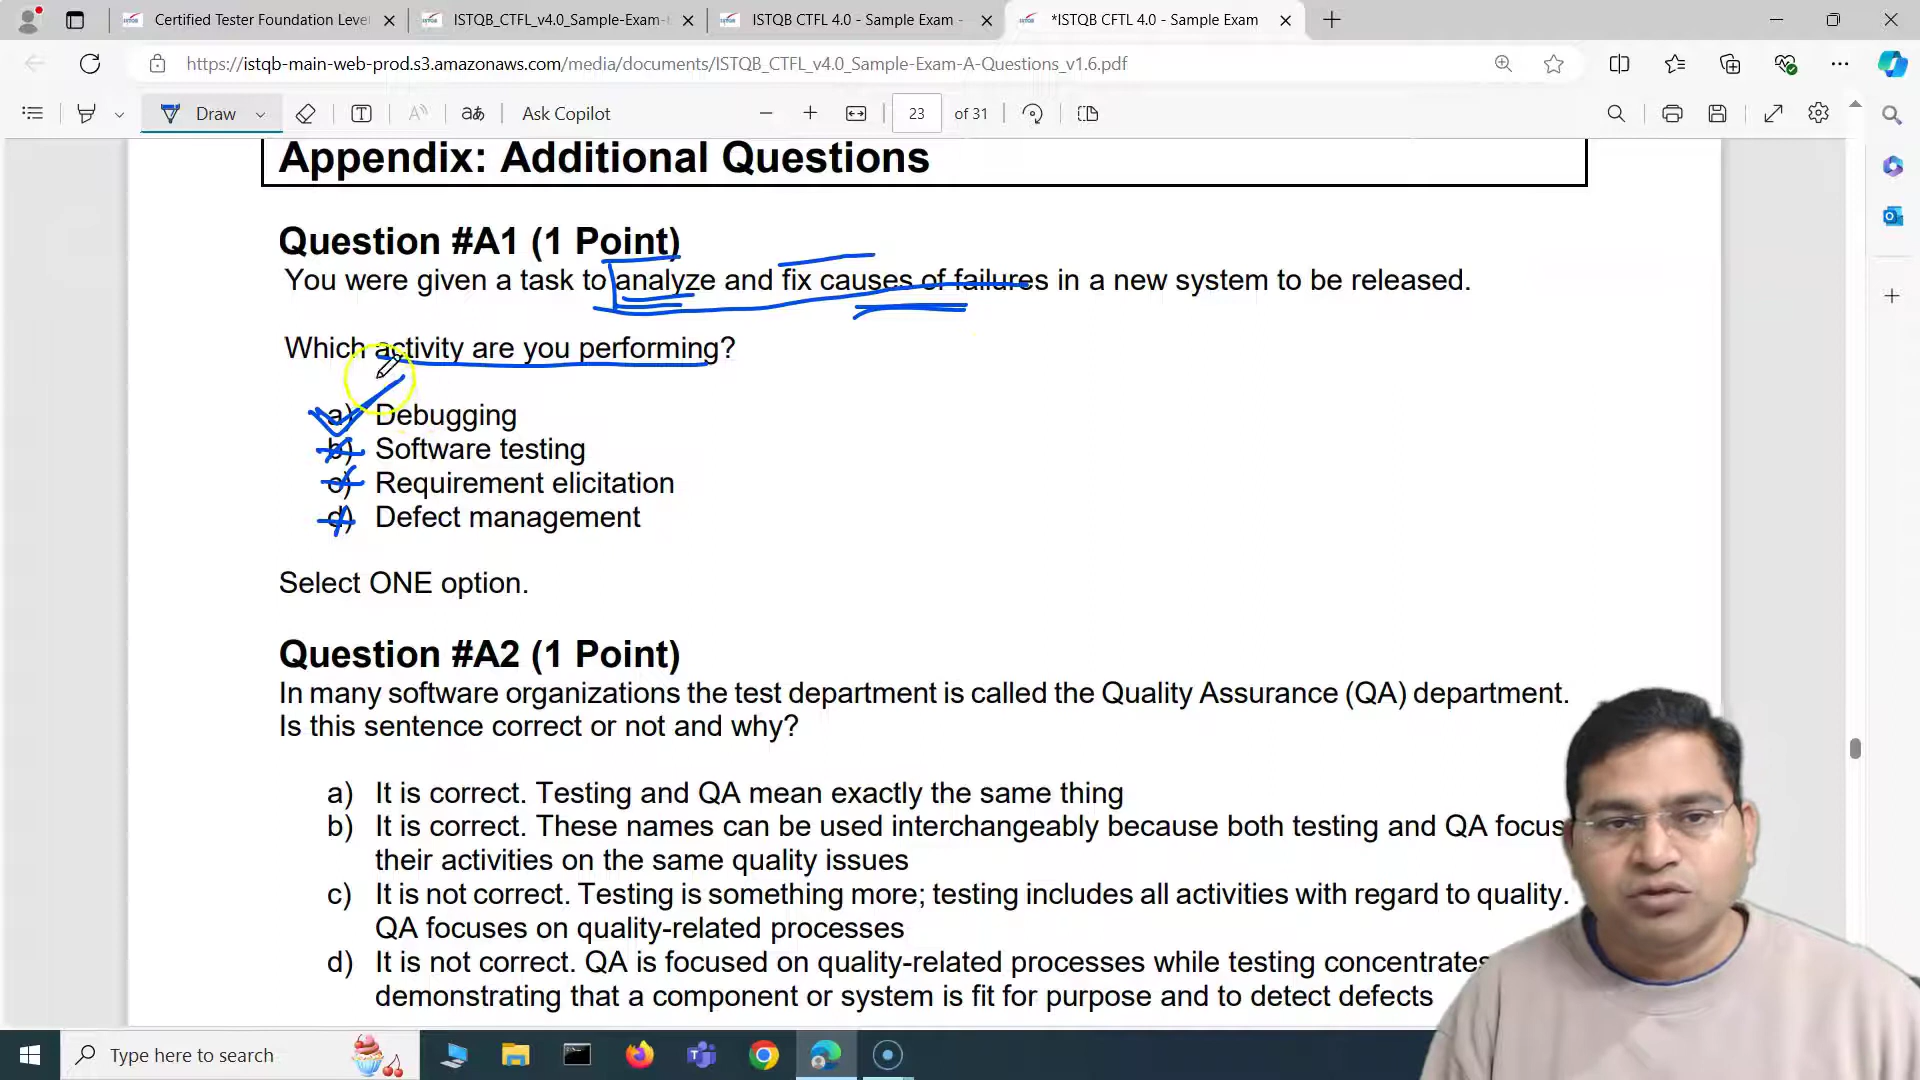 Certified Tester Foundation Leve
ISTQB_CTFL_v4.0_Sample-Exam-
ISTQB CTFL 4.0 - Sample Exam -
*ISTQB CFTL 4.0 - Sample Exam
https://istqb-main-web-prod.s3.amazonaws.com/media/documents/ISTQB_CTFL_v4.0_Sample-Exam-A-Questions_v1.6.pdf
Draw
aあ
Ask Copilot
23 of 31
Appendix: Additional Questions
Question #A1 (1 Point)
You were given a task to analyze and fix causes of failures in a new system to be released.
Which activity are you performing?
a) Debugging
b) Software testing
c) Requirement elicitation
d) Defect management
Select ONE option.
Question #A2 (1 Point)
In many software organizations the test department is called the Quality Assurance (QA) department.
Is this sentence correct or not and why?
a) It is correct. Testing and QA mean exactly the same thing
b) It is correct. These names can be used interchangeably because both testing and QA focus
their activities on the same quality issues
c) It is not correct. Testing is something more; testing includes all activities with regard to quality.
QA focuses on quality-related processes
d) It is not correct. QA is focused on quality-related processes while testing concentrates
demonstrating that a component or system is fit for purpose and to detect defects
Type here to search